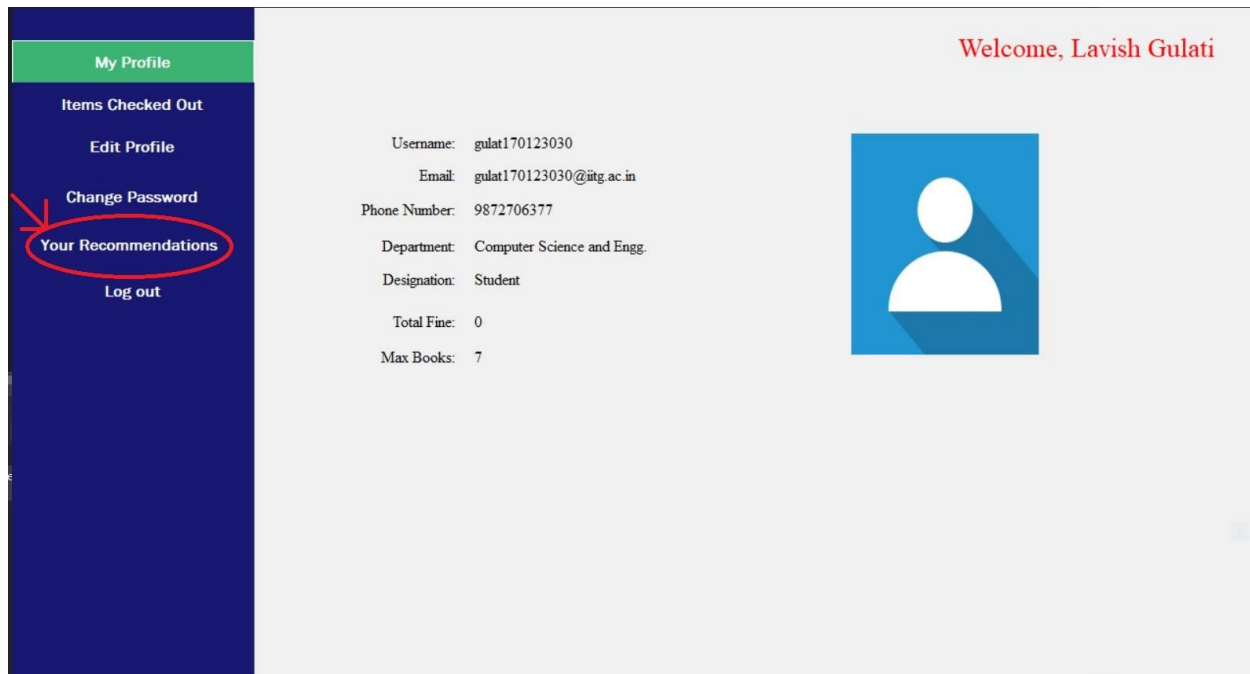 My Profile
Items Checked Out
Edit Profile
Change Password
Your Recommendations
Log out
Welcome, Lavish Gulati
Username: gulat170123030
Email: gulat170123030@iitg.ac.in
Phone Number: 9872706377
Department: Computer Science and Engg.
Designation: Student
Total Fine: 0
Max Books: 7